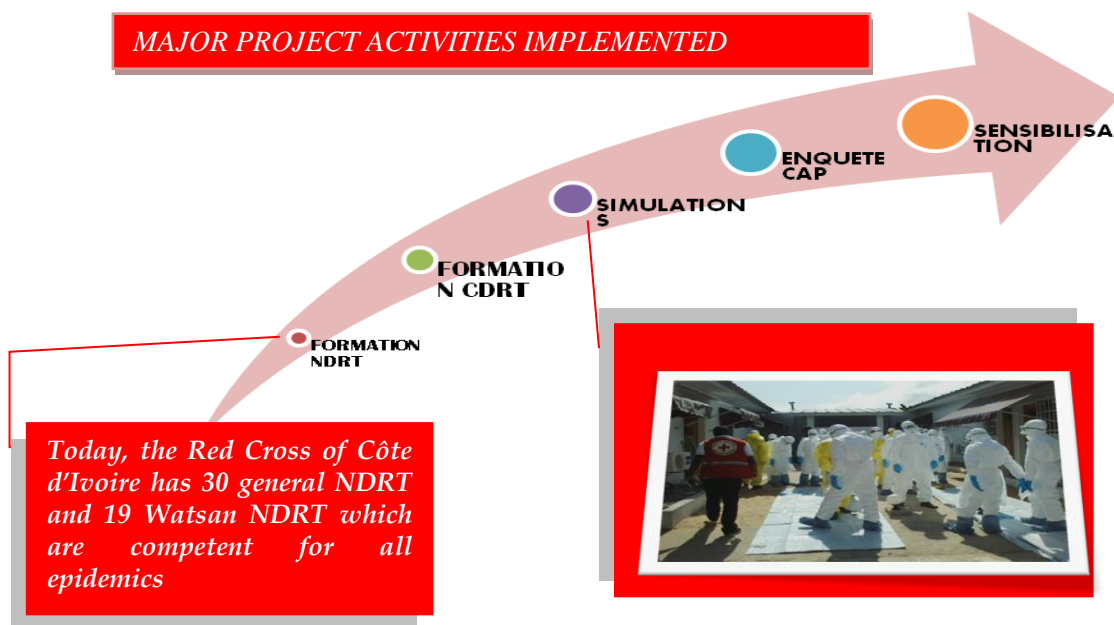 MAJOR PROJECT ACTIVITIES IMPLEMENTED
SENSIBILISA
TION
ENQUETE
CAP
SIMULATION
S
FORMATIO
N CDRT
FORMATION
NDRT
Today, the Red Cross of Côte
d'Ivoire has 30 general NDRT
and 19 Watsan NDRT which
are competent for all
epidemics